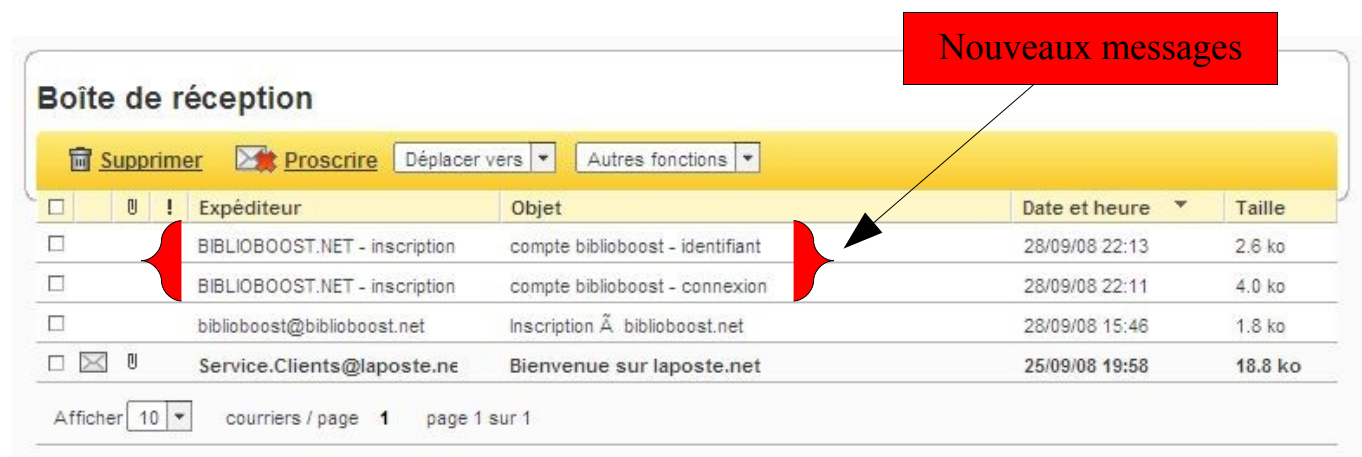 Nouveaux messages
Boîte de réception
Supprimer Proscrire Déplacer vers Autres fonctions
! Expéditeur Objet Date et heure Taille
BIBLIOBOOST.NET - inscription compte biblioboost - identifiant 28/09/08 22:13 2.6 ko
BIBLIOBOOST.NET - inscription compte biblioboost - connexion 28/09/08 22:11 4.0 ko
biblioboost@biblioboost.net Inscription Ã biblioboost.net 28/09/08 15:46 1.8 ko
Service.Clients@laposte.ne Bienvenue sur laposte.net 25/09/08 19:58 18.8 ko
Afficher 10 courriers / page 1 page 1 sur 1